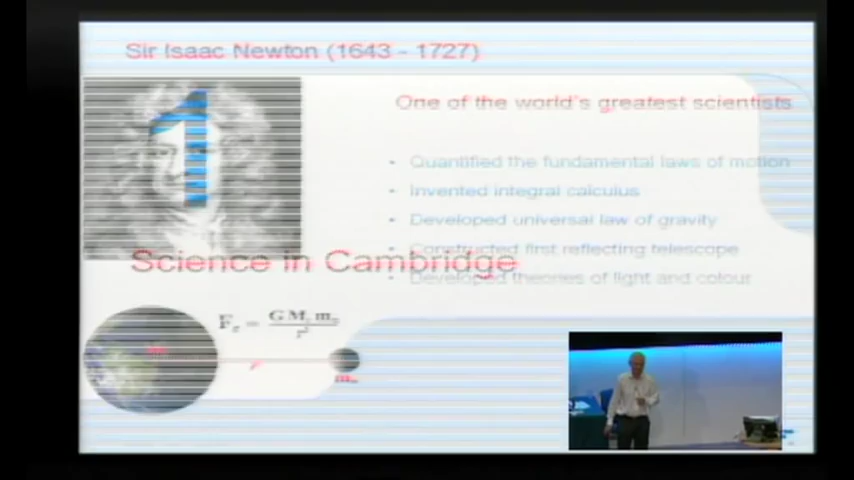 Sir Isaac Newton (1643 - 1727)
1
One of the world's greatest scientists
• Quantified the fundamental laws of motion
• Invented integral calculus
• Developed universal law of gravity
• Constructed first reflecting telescope
Science in Cambridge
• Developed theories of light and colour